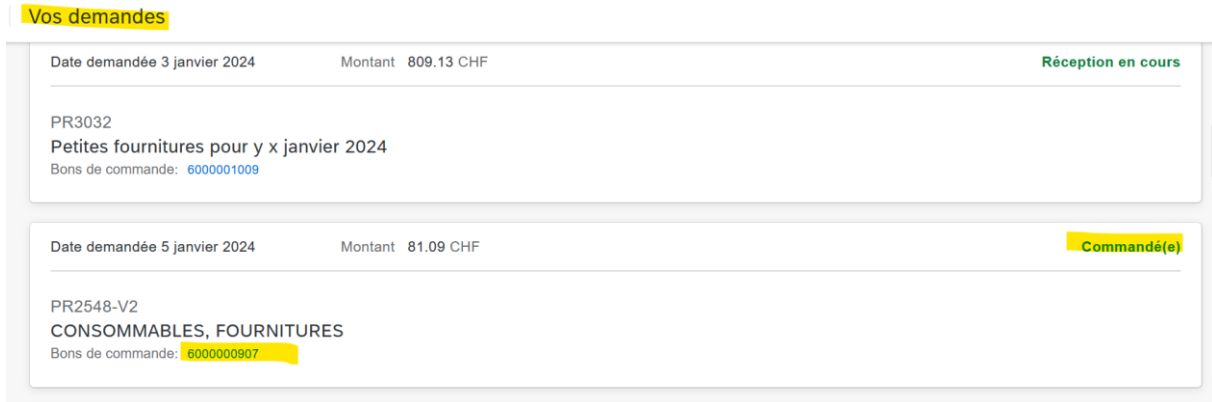 Vos demandes
Date demandée 3 janvier 2024 Montant 809.13 CHF Réception en cours
PR3032
Petites fournitures pour y x janvier 2024
Bons de commande: 6000001009
Date demandée 5 janvier 2024 Montant 81.09 CHF Commandé(e)
PR2548-V2
CONSOMMABLES, FOURNITURES
Bons de commande: 6000000907